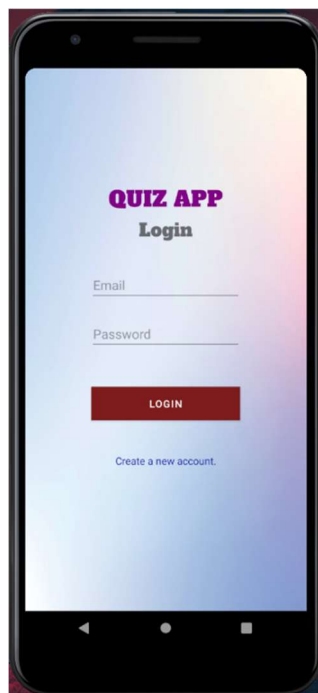 QUIZ APP
Login
Email
Password
LOGIN
Create a new account.